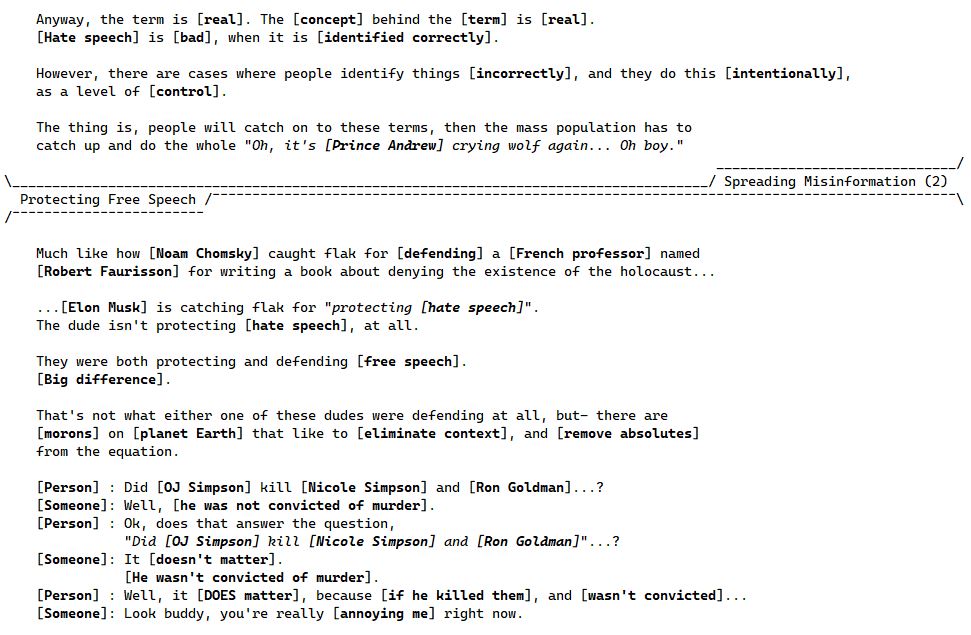 Anyway, the term is [real]. The [concept] behind the [term] is [real].
[Hate speech] is [bad], when it is [identified correctly].
However, there are cases where people identify things [incorrectly], and they do this [intentionally],
as a level of [control].
The thing is, people will catch on to these terms, then the mass population has to
catch up and do the whole "Oh, it's [Prince Andrew] crying wolf again... Oh boy."
Spreading Misinformation (2)
Protecting Free Speech
Much like how [Noam Chomsky] caught flak for [defending] a [French professor] named
[Robert Faurisson] for writing a book about denying the existence of the holocaust...
...[Elon Musk] is catching flak for "protecting [hate speech]".
The dude isn't protecting [hate speech], at all.
They were both protecting and defending [free speech].
[Big difference].
That's not what either one of these dudes were defending at all, but– there are
[morons] on [planet Earth] that like to [eliminate context], and [remove absolutes]
from the equation.
[Person] : Did [OJ Simpson] kill [Nicole Simpson] and [Ron Goldman]...?
[Someone]: Well, [he was not convicted of murder].
[Person] : Ok, does that answer the question,
"Did [OJ Simpson] kill [Nicole Simpson] and [Ron Goldman]"...?
[Someone]: It [doesn't matter].
[He wasn't convicted of murder].
[Person] : Well, it [DOES matter], because [if he killed them], and [wasn't convicted]...
[Someone]: Look buddy, you're really [annoying me] right now.